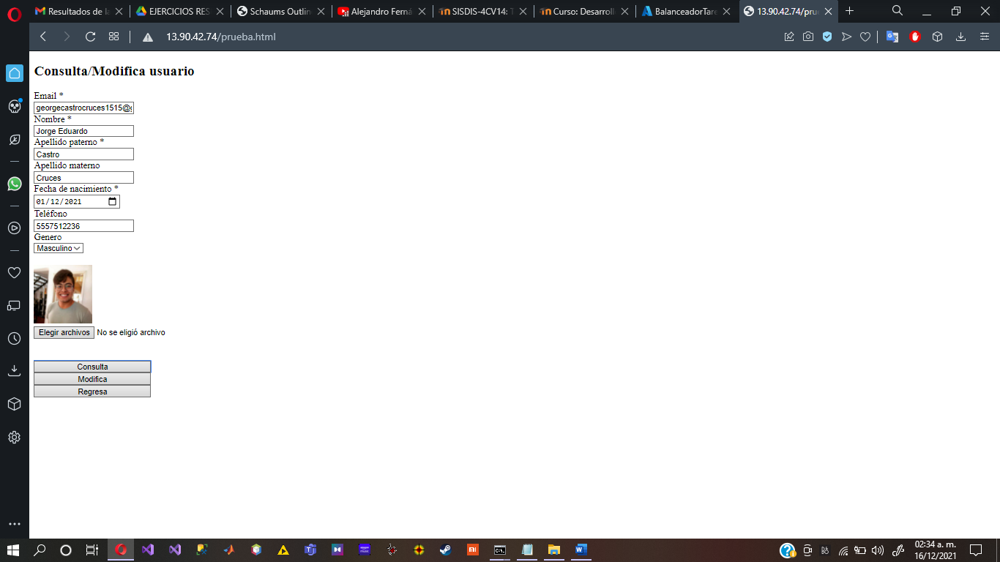 Resultados de la
EJERCICIOS RES
Schaums Outlin
Alejandro Ferná
SISDIS-4CV14: T
Curso: Desarroll
BalanceadorTare
13.90.42.74/pru
13.90.42.74/prueba.html
Consulta/Modifica usuario
Email *
georgecastrocruces1515@g
Nombre *
Jorge Eduardo
Apellido paterno *
Castro
Apellido materno
Cruces
Fecha de nacimiento *
01/12/2021
Teléfono
5557512236
Genero
Masculino
Elegir archivos No se eligió archivo
Consulta
Modifica
Regresa
02:34 a. m.
16/12/2021